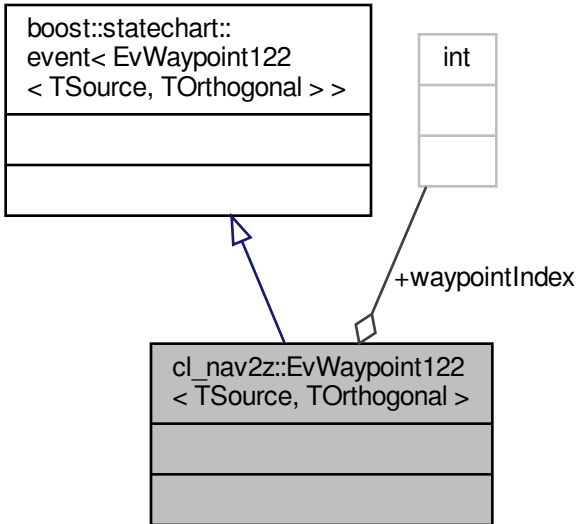 boost::statechart::
event< EvWaypoint122
< TSource, TOrthogonal > >
int
+waypointIndex
cl_nav2z::EvWaypoint122
< TSource, TOrthogonal >